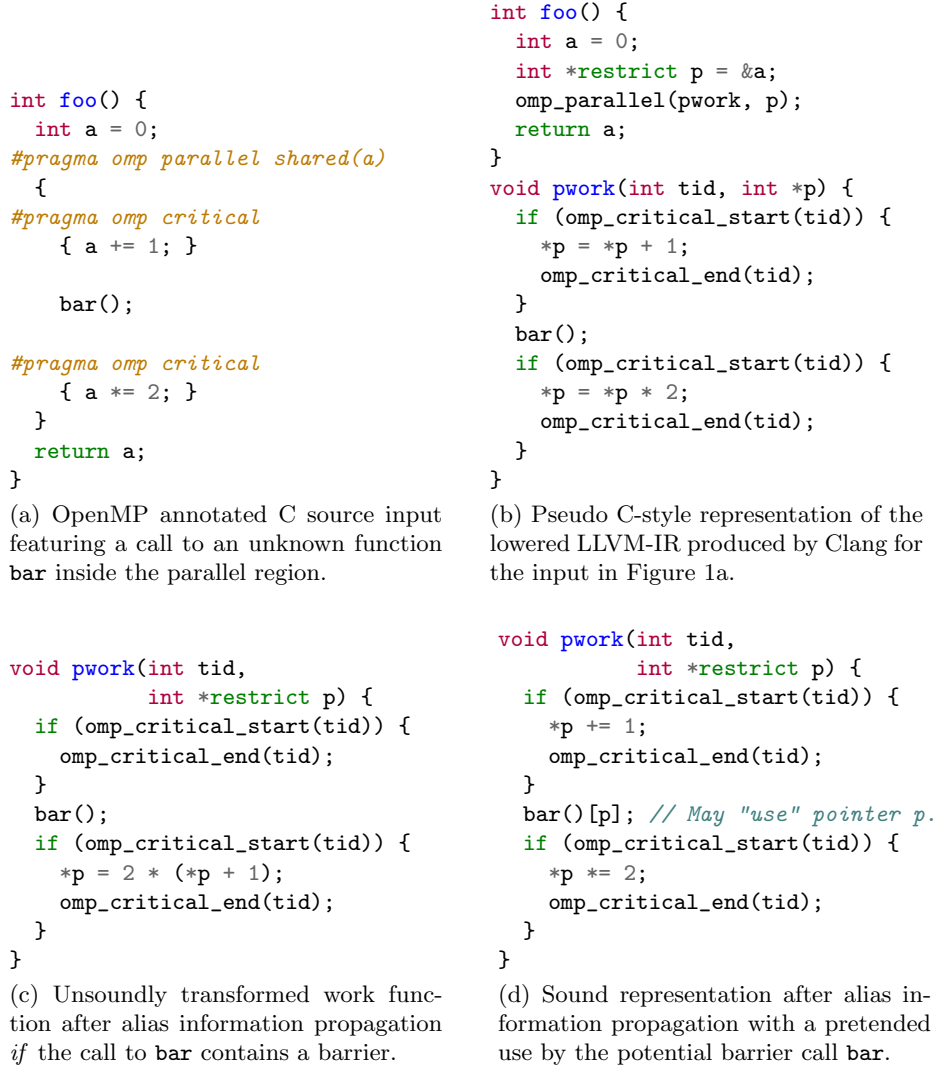 int foo() {
  int a = 0;
#pragma omp parallel shared(a)
  {
#pragma omp critical
    { a += 1; }

    bar();

#pragma omp critical
    { a *= 2; }
  }
  return a;
}
(a) OpenMP annotated C source input
featuring a call to an unknown function
bar inside the parallel region.
int foo() {
  int a = 0;
  int *restrict p = &a;
  omp_parallel(pwork, p);
  return a;
}
void pwork(int tid, int *p) {
  if (omp_critical_start(tid)) {
    *p = *p + 1;
    omp_critical_end(tid);
  }
  bar();
  if (omp_critical_start(tid)) {
    *p = *p * 2;
    omp_critical_end(tid);
  }
}
(b) Pseudo C-style representation of the
lowered LLVM-IR produced by Clang for
the input in Figure 1a.
void pwork(int tid,
           int *restrict p) {
  if (omp_critical_start(tid)) {
    omp_critical_end(tid);
  }
  bar();
  if (omp_critical_start(tid)) {
    *p = 2 * (*p + 1);
    omp_critical_end(tid);
  }
}
(c) Unsoundly transformed work func-
tion after alias information propagation
if the call to bar contains a barrier.
void pwork(int tid,
           int *restrict p) {
  if (omp_critical_start(tid)) {
    *p += 1;
    omp_critical_end(tid);
  }
  bar()[p]; // May "use" pointer p.
  if (omp_critical_start(tid)) {
    *p *= 2;
    omp_critical_end(tid);
  }
}
(d) Sound representation after alias in-
formation propagation with a pretended
use by the potential barrier call bar.